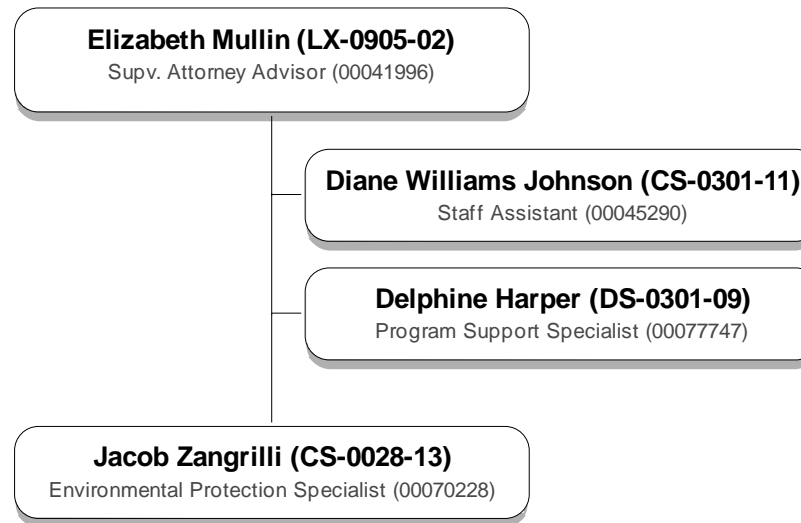 Elizabeth Mullin (LX-0905-02)
Supv. Attorney Advisor (00041996)
Diane Williams Johnson (CS-0301-11)
Staff Assistant (00045290)
Delphine Harper (DS-0301-09)
Program Support Specialist (00077747)
Jacob Zangrilli (CS-0028-13)
Environmental Protection Specialist (00070228)